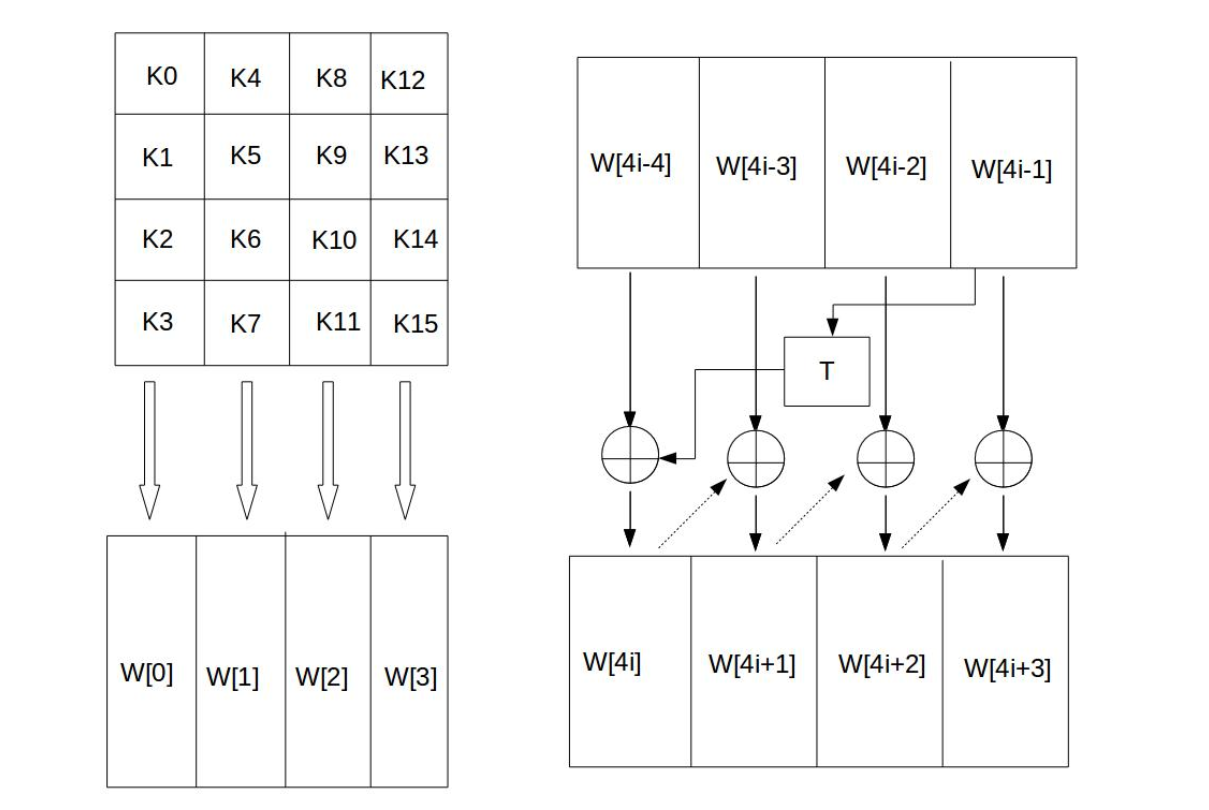 K0 K4 K8 K12
K1 K5 K9 K13
K2 K6 K10 K14
K3 K7 K11 K15
W[0] W[1] W[2] W[3]
W[4i-4] W[4i-3] W[4i-2] W[4i-1]
T
W[4i] W[4i+1] W[4i+2] W[4i+3]